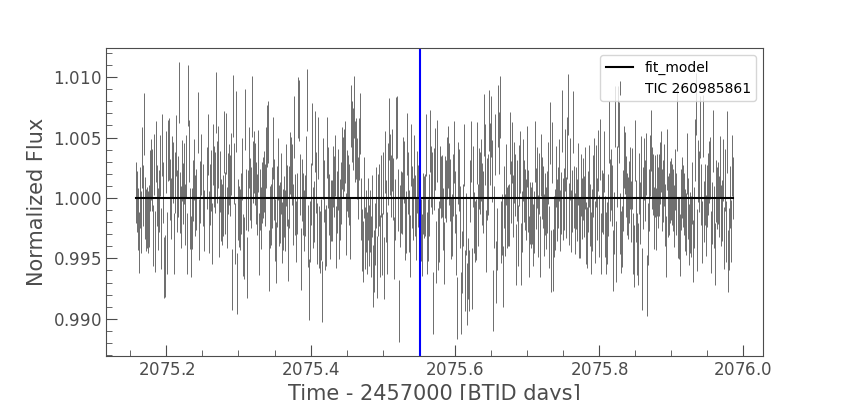 fit_model
TIC 260985861
1.010
1.005
1.000
0.995
0.990
Normalized Flux
2075.2 2075.4 2075.6 2075.8 2076.0
Time - 2457000 [BTJD days]